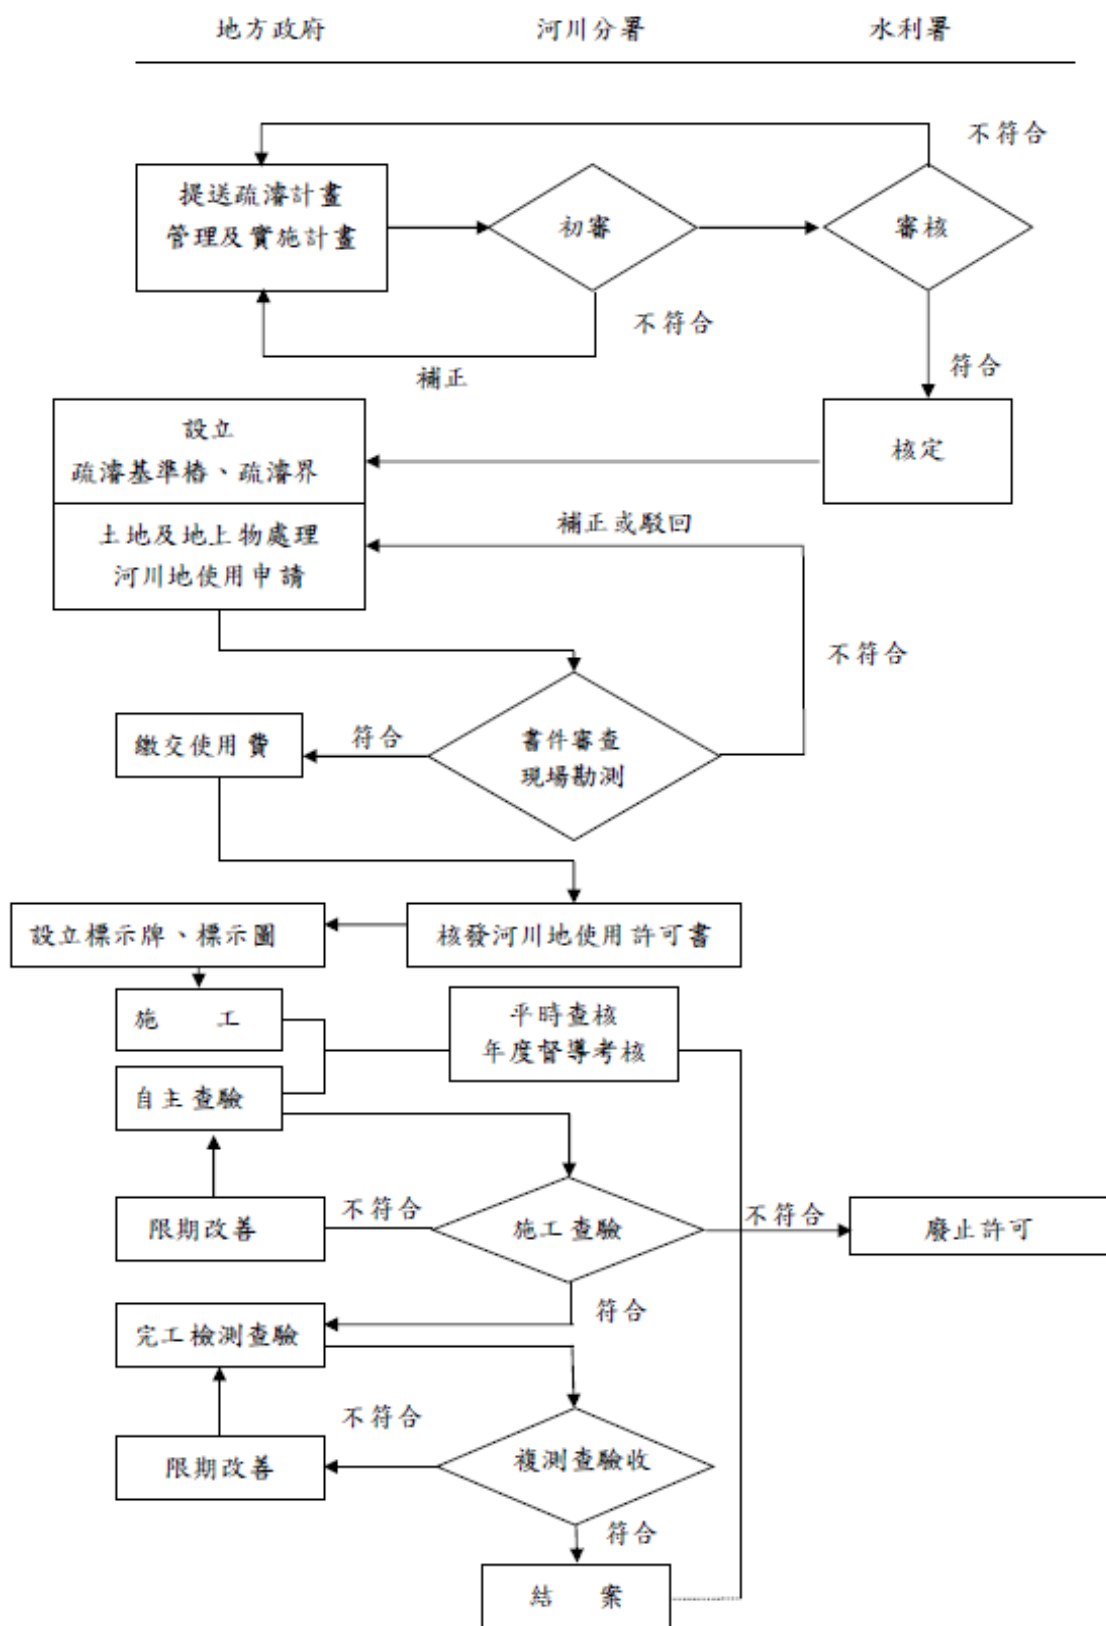 地方政府 河川分署 水利署
不符合
提送疏濬計畫
管理及實施計畫
初審
審核
不符合
補正
符合
設立
疏濬基準樁、疏濬界
核定
土地及地上物處理
河川地使用申請
補正或駁回
不符合
繳交使用費
符合
書件審查
現場勘測
設立標示牌、標示圖
核發河川地使用許可書
施 工
平時查核
年度督導考核
自主查驗
限期改善
不符合
施工查驗
不符合
廢止許可
符合
完工檢測查驗
不符合
限期改善
複測查驗收
符合
結 案